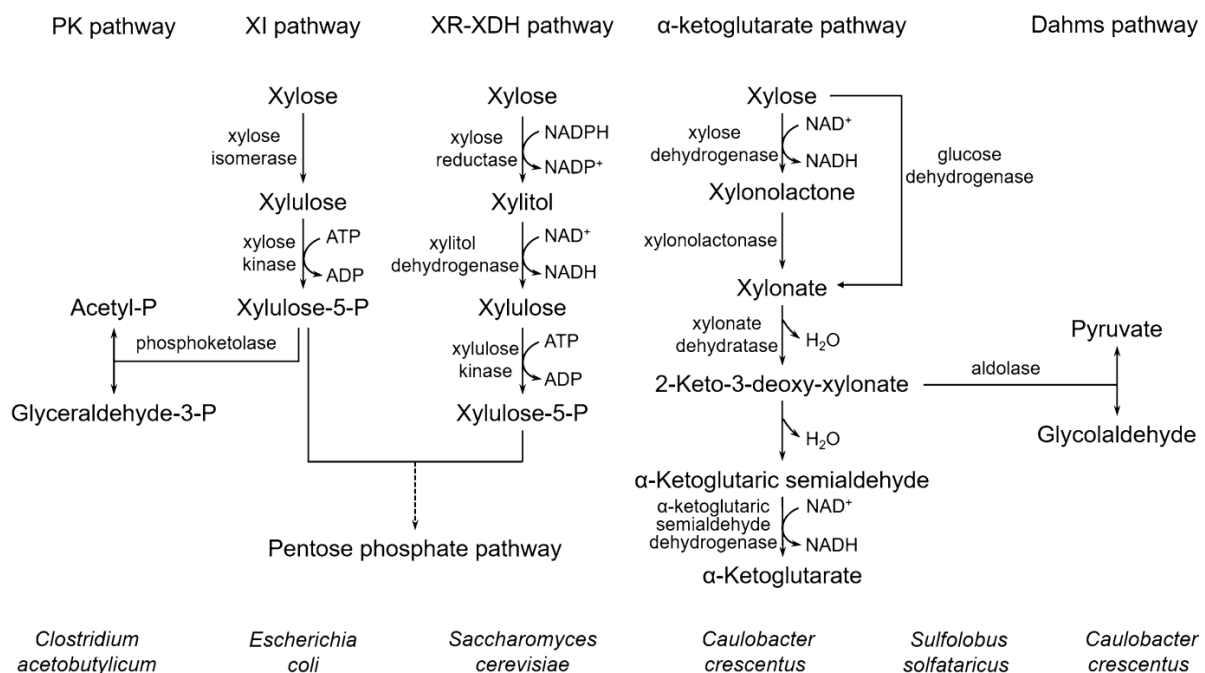 PK pathway
XI pathway
XR-XDH pathway
α-ketoglutarate pathway
Dahms pathway
Xylose
xylose
isomerase
Xylulose
xylose
kinase
ATP
ADP
Xylulose-5-P
phosphoketolase
Acetyl-P
Glyceraldehyde-3-P
Xylose
xylose
reductase
NADPH
NADP⁺
Xylitol
xylitol
dehydrogenase
NAD⁺
NADH
Xylulose
xylulose
kinase
ATP
ADP
Xylulose-5-P
Pentose phosphate pathway
Xylose
xylose
dehydrogenase
NAD⁺
NADH
glucose
dehydrogenase
Xylonolactone
xylonolactonase
Xylonate
xylonate
dehydratase
H₂O
2-Keto-3-deoxy-xylonate
aldolase
Pyruvate
Glycolaldehyde
H₂O
α-Ketoglutaric semialdehyde
α-ketoglutaric
semialdehyde
dehydrogenase
NAD⁺
NADH
α-Ketoglutarate
Clostridium
acetobutylicum
Escherichia
coli
Saccharomyces
cerevisiae
Caulobacter
crescentus
Sulfolobus
solfataricus
Caulobacter
crescentus